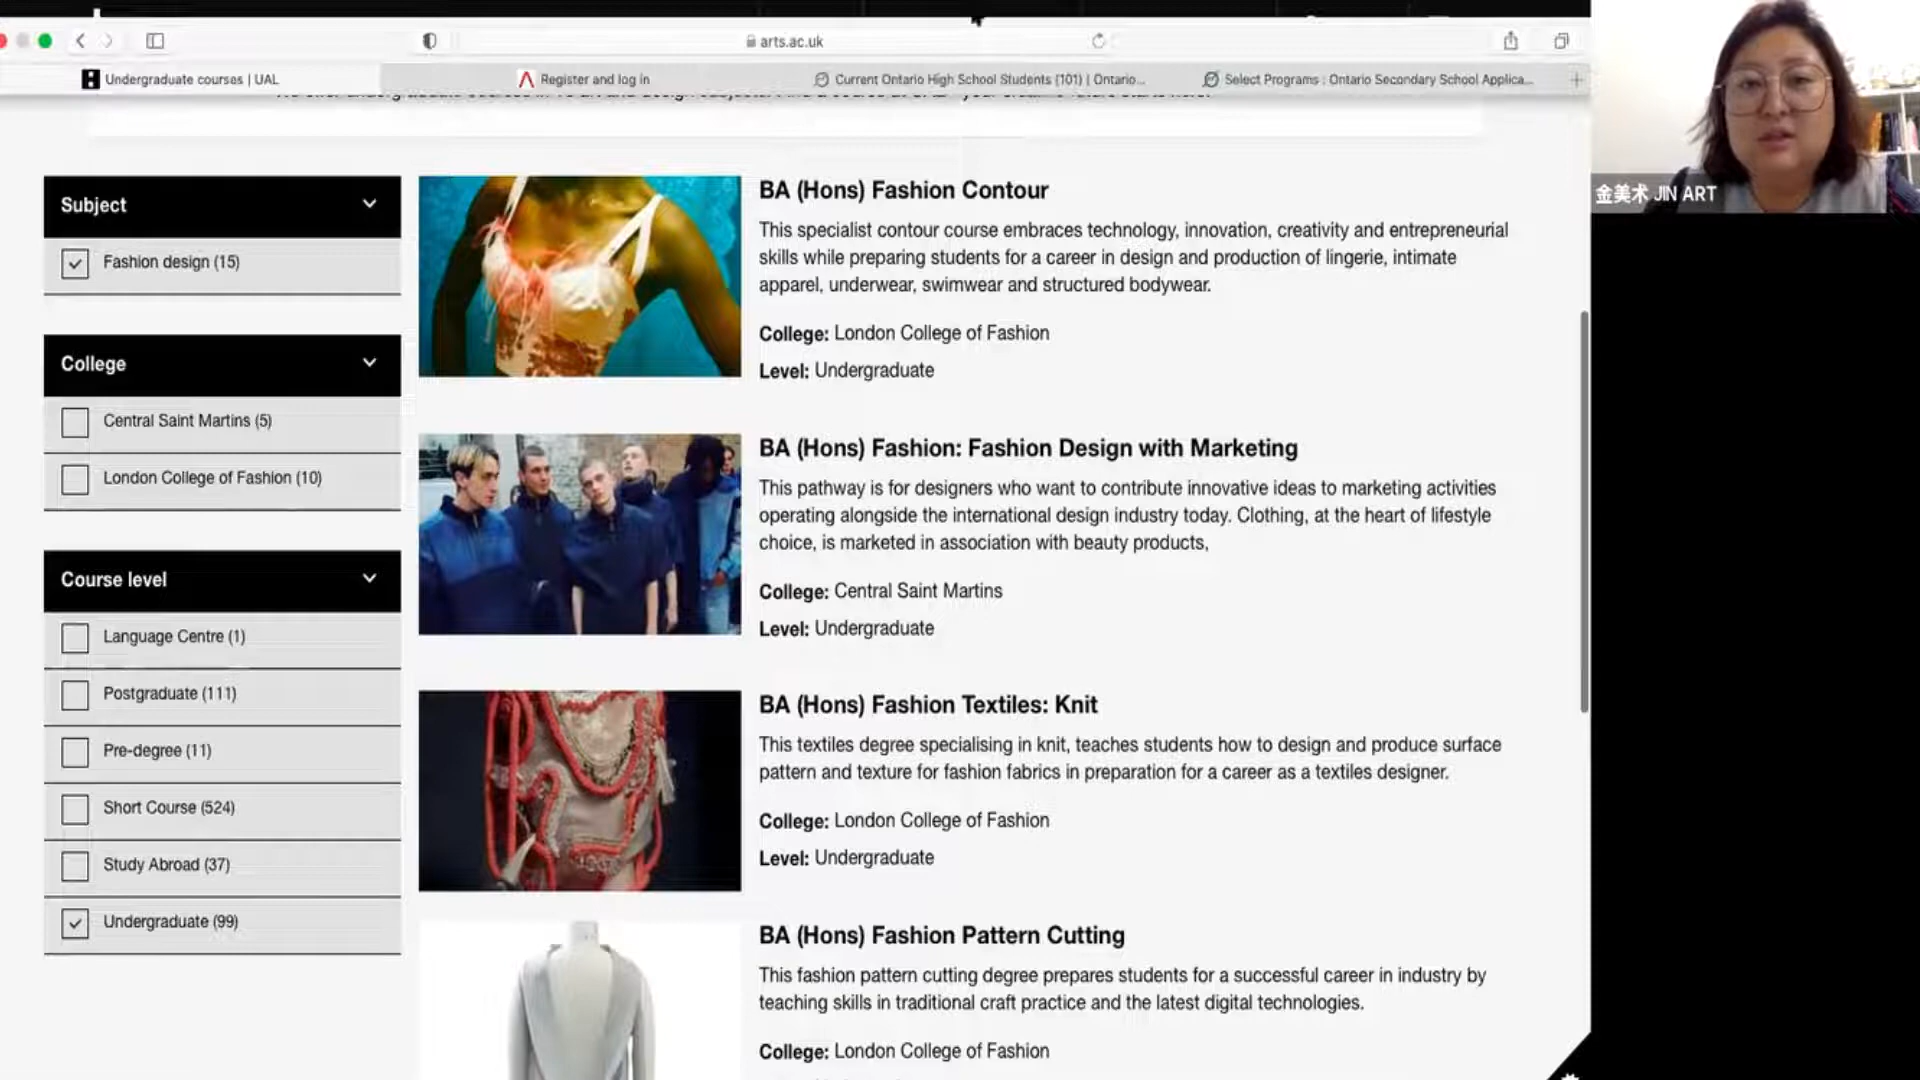 arts.ac.uk
Undergraduate courses | UAL
Register and log in
Current Ontario High School Students (101) | Ontario...
Select Programs : Ontario Secondary School Applica...
金美术 JIN ART
Subject
Fashion design (15)
College
Central Saint Martins (5)
London College of Fashion (10)
Course level
Language Centre (1)
Postgraduate (111)
Pre-degree (11)
Short Course (524)
Study Abroad (37)
Undergraduate (99)
BA (Hons) Fashion Contour
This specialist contour course embraces technology, innovation, creativity and entrepreneurial
skills while preparing students for a career in design and production of lingerie, intimate
apparel, underwear, swimwear and structured bodywear.
College: London College of Fashion
Level: Undergraduate
BA (Hons) Fashion: Fashion Design with Marketing
This pathway is for designers who want to contribute innovative ideas to marketing activities
operating alongside the international design industry today. Clothing, at the heart of lifestyle
choice, is marketed in association with beauty products,
College: Central Saint Martins
Level: Undergraduate
BA (Hons) Fashion Textiles: Knit
This textiles degree specialising in knit, teaches students how to design and produce surface
pattern and texture for fashion fabrics in preparation for a career as a textiles designer.
College: London College of Fashion
Level: Undergraduate
BA (Hons) Fashion Pattern Cutting
This fashion pattern cutting degree prepares students for a successful career in industry by
teaching skills in traditional craft practice and the latest digital technologies.
College: London College of Fashion